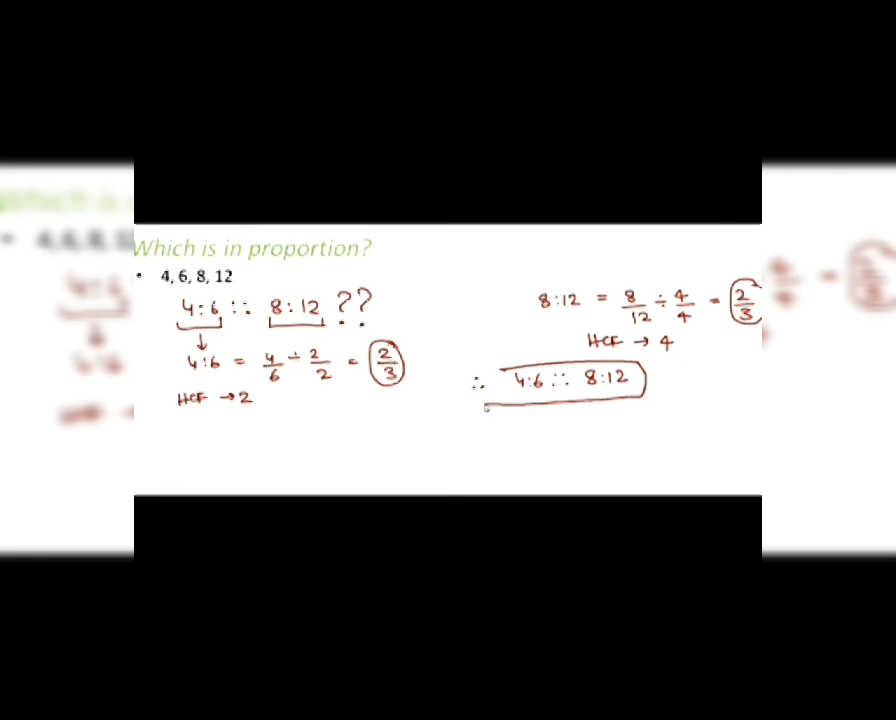 Which is in proportion?
• 4, 6, 8, 12
4:6 :: 8:12 ??
4:6 = 4/6 ÷ 2/2 = 2/3
HCF → 2
8:12 = 8/12 ÷ 4/4 = 2/3
HCF → 4
∴ 4:6 :: 8:12